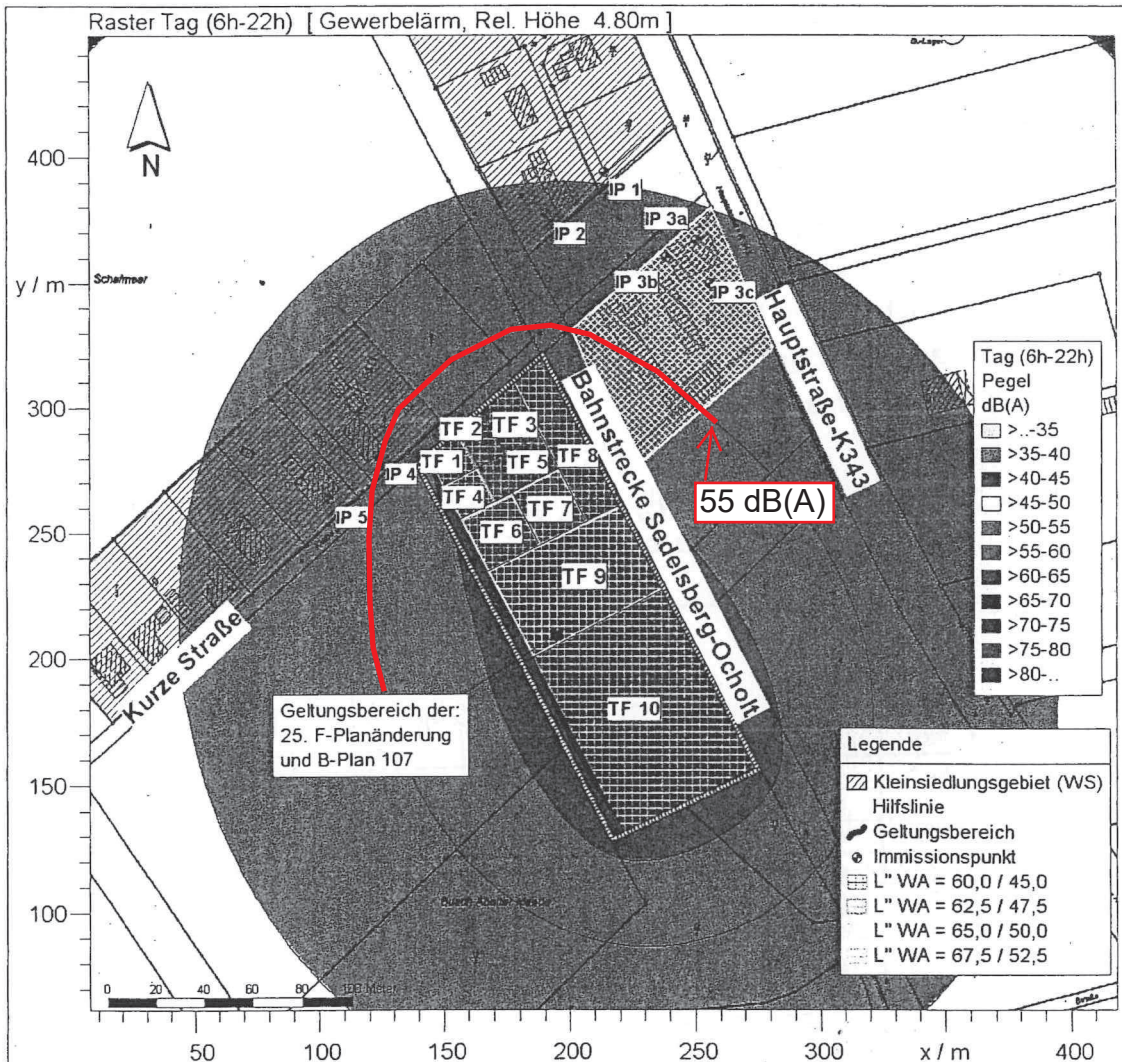 Raster Tag (6h-22h) [ Gewerbelärm, Rel. Höhe 4.80m ]
N
400
IP 1
IP 2
IP 3a
y / m
350
IP 3b
IP 3c
Hauptstraße-K343
Tag (6h-22h)
Pegel
dB(A)
>..-35
>35-40
>40-45
>45-50
>50-55
>55-60
>60-65
>65-70
>70-75
>75-80
>80-..
300
TF 2
TF 3
TF 1
TF 5
TF 8
IP 4
TF 4
TF 7
IP 5
TF 6
55 dB(A)
250
TF 9
Bahnstrecke Sedelsberg-Ocholt
Kurze Straße
200
TF 10
Geltungsbereich der:
25. F-Planänderung
und B-Plan 107
150
Legende
Kleinsiedlungsgebiet (WS)
Hilfslinie
Geltungsbereich
Immissionspunkt
L" WA = 60,0 / 45,0
L" WA = 62,5 / 47,5
L" WA = 65,0 / 50,0
L" WA = 67,5 / 52,5
100
0 20 40 60 80 100 Meter
50 100 150 200 250 300 x / m 400